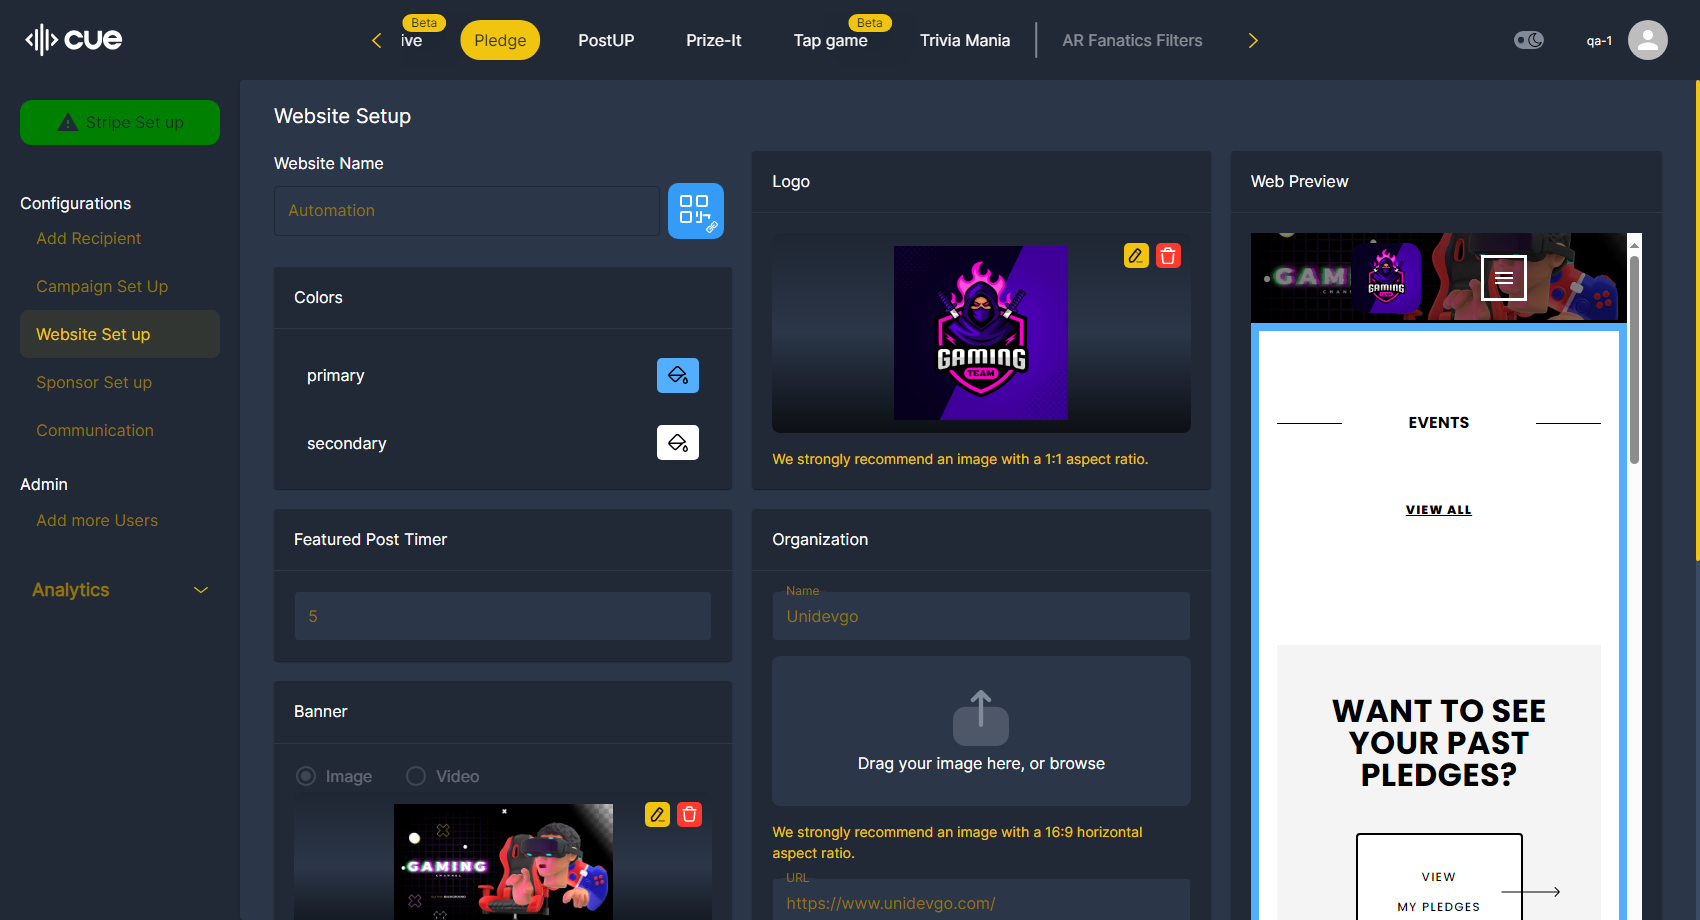 cue
ive
Beta
Pledge
PostUP
Prize-It
Tap game
Beta
Trivia Mania
AR Fanatics Filters
qa-1
Stripe Set up
Configurations
Add Recipient
Campaign Set Up
Website Set up
Sponsor Set up
Communication
Admin
Add more Users
Analytics
Website Setup
Website Name
Automation
Colors
primary
secondary
Featured Post Timer
5
Banner
Image
Video
GAMING
Logo
GAMING
TEAM
We strongly recommend an image with a 1:1 aspect ratio.
Organization
Name
Unidevgo
Drag your image here, or browse
We strongly recommend an image with a 16:9 horizontal
aspect ratio.
URL
https://www.unidevgo.com/
Web Preview
GAMI
GAMING
TEAM
EVENTS
VIEW ALL
WANT TO SEE
YOUR PAST
PLEDGES?
VIEW
MY PLEDGES